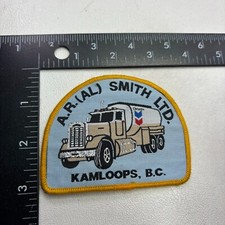 A.R.(AL) SMITH LTD.
KAMLOOPS, B.C.